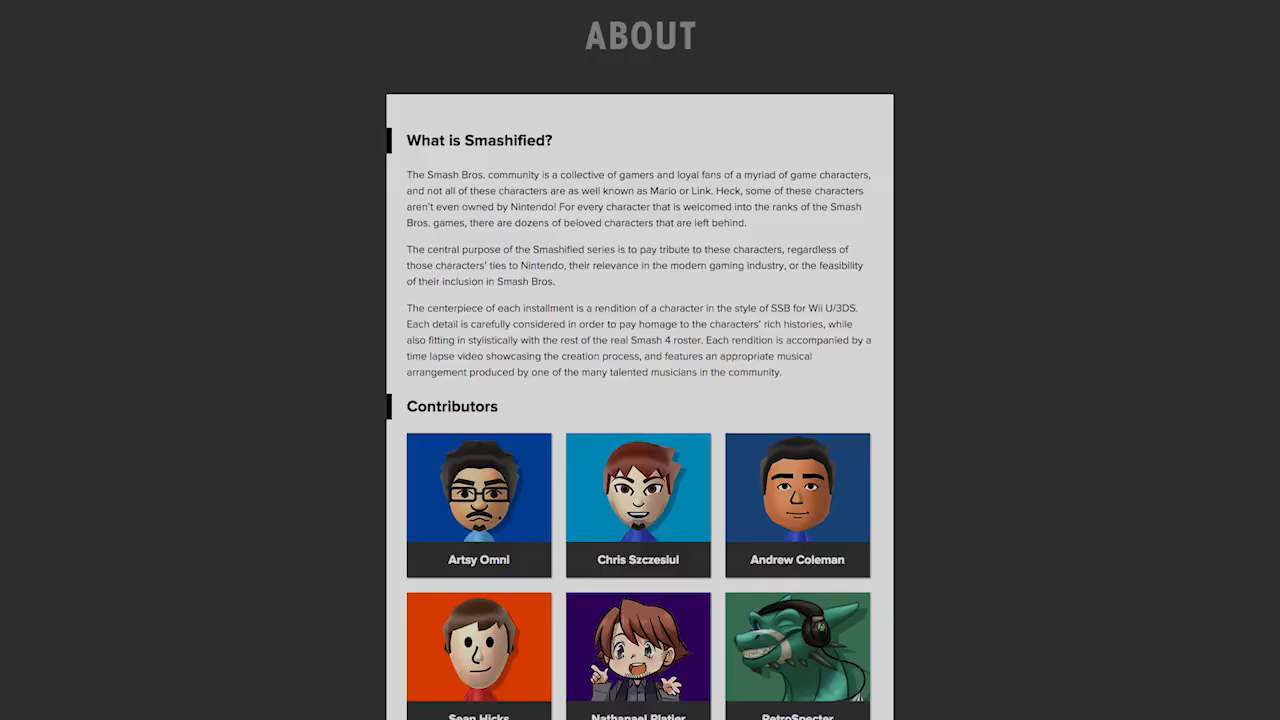 ABOUT
What is Smashified?
The Smash Bros. community is a collective of gamers and loyal fans of a myriad of game characters,
and not all of these characters are as well known as Mario or Link. Heck, some of these characters
aren't even owned by Nintendo! For every character that is welcomed into the ranks of the Smash
Bros. games, there are dozens of beloved characters that are left behind.
The central purpose of the Smashified series is to pay tribute to these characters, regardless of
those characters' ties to Nintendo, their relevance in the modern gaming industry, or the feasibility
of their inclusion in Smash Bros.
The centerpiece of each installment is a rendition of a character in the style of SSB for Wii U/3DS.
Each detail is carefully considered in order to pay homage to the characters' rich histories, while
also fitting in stylistically with the rest of the real Smash 4 roster. Each rendition is accompanied by a
time lapse video showcasing the creation process, and features an appropriate musical
arrangement produced by one of the many talented musicians in the community.
Contributors
Artsy Omni
Chris Szczesiul
Andrew Coleman
Sean Hicks
Nathanael Platier
RetroSpecter